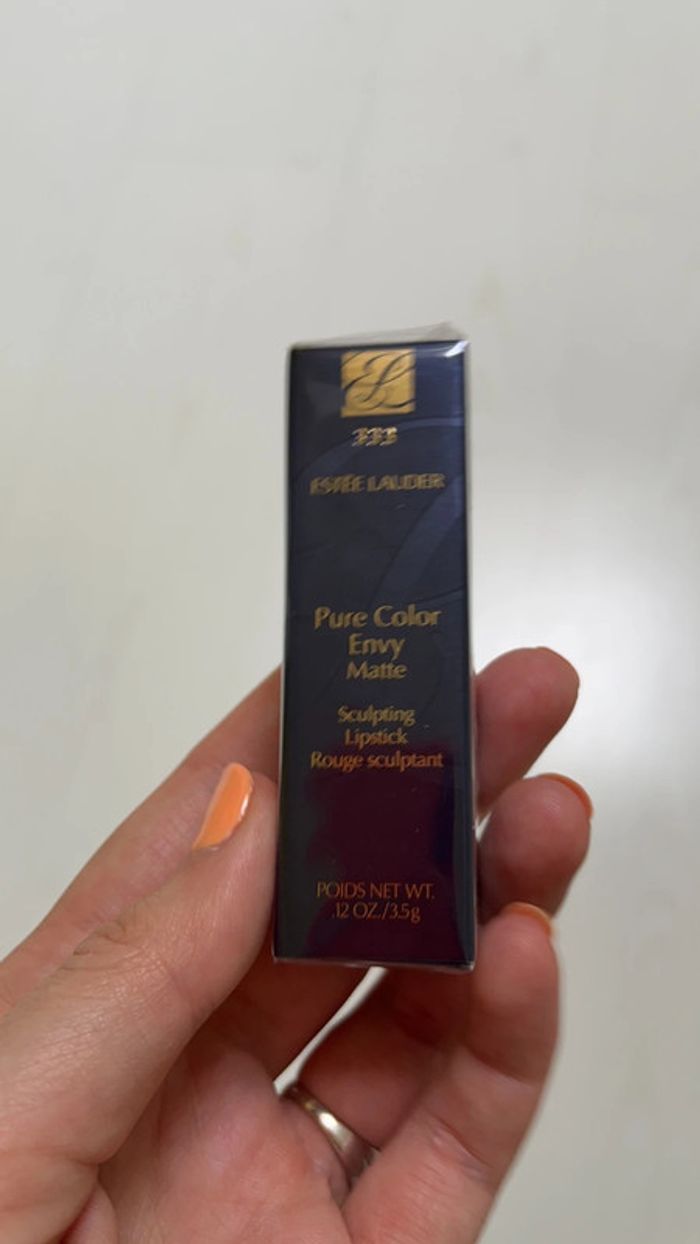 333
ESTĒE LAUDER
Pure Color
Envy
Matte
Sculpting
Lipstick
Rouge sculptant
POIDS NET WT.
.12 OZ./3.5g